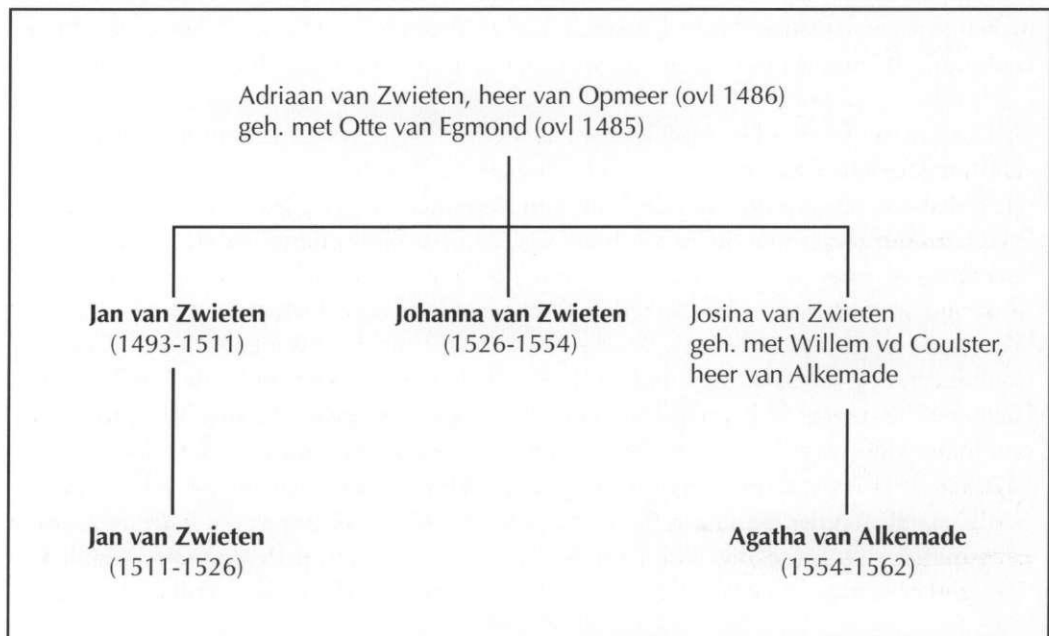 Adriaan van Zwieten, heer van Opmeer (ovl 1486)
geh. met Otte van Egmond (ovl 1485)
Jan van Zwieten
(1493-1511)
Johanna van Zwieten
(1526-1554)
Josina van Zwieten
geh. met Willem vd Coulster,
heer van Alkemade
Jan van Zwieten
(1511-1526)
Agatha van Alkemade
(1554-1562)